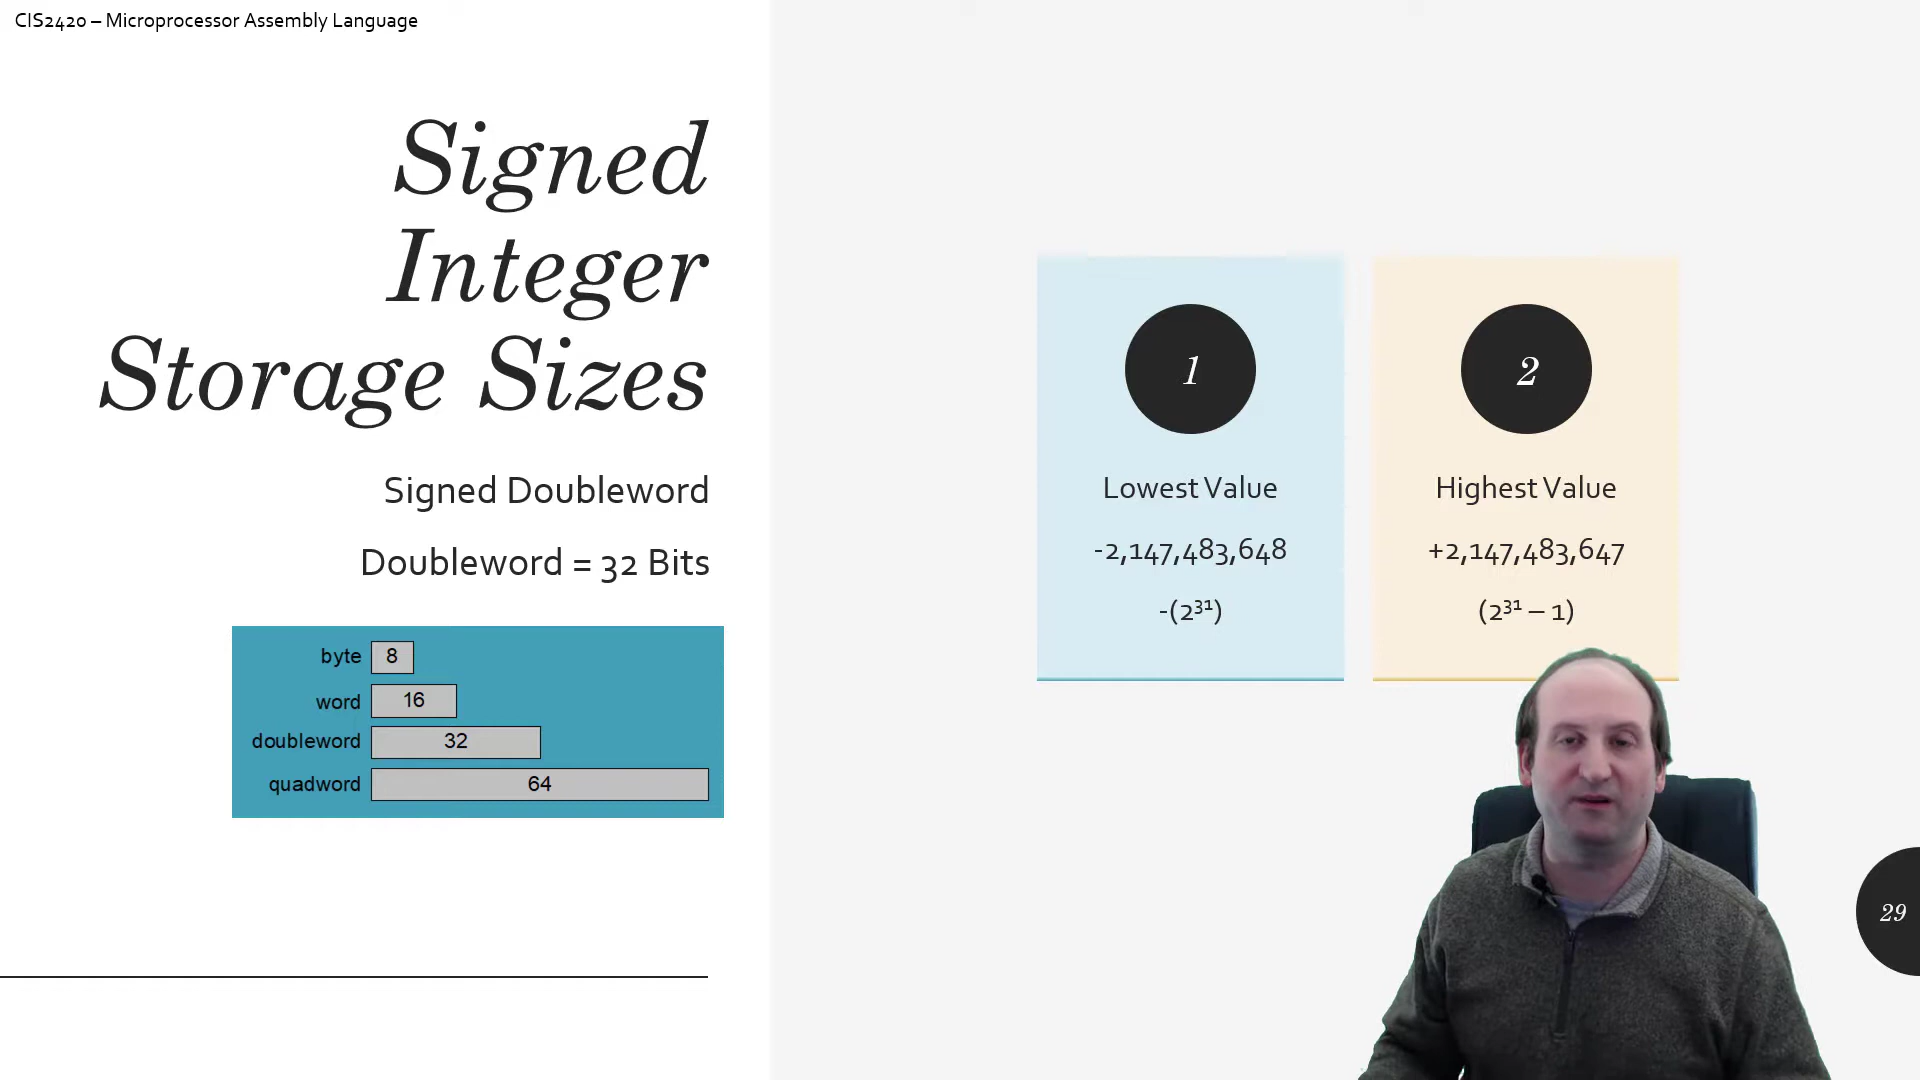 CIS2420 – Microprocessor Assembly Language
Signed
Integer
Storage Sizes
Signed Doubleword
Doubleword = 32 Bits
byte 8
word 16
doubleword 32
quadword 64
1
Lowest Value
-2,147,483,648
-(2³¹)
2
Highest Value
+2,147,483,647
(2³¹ – 1)
29